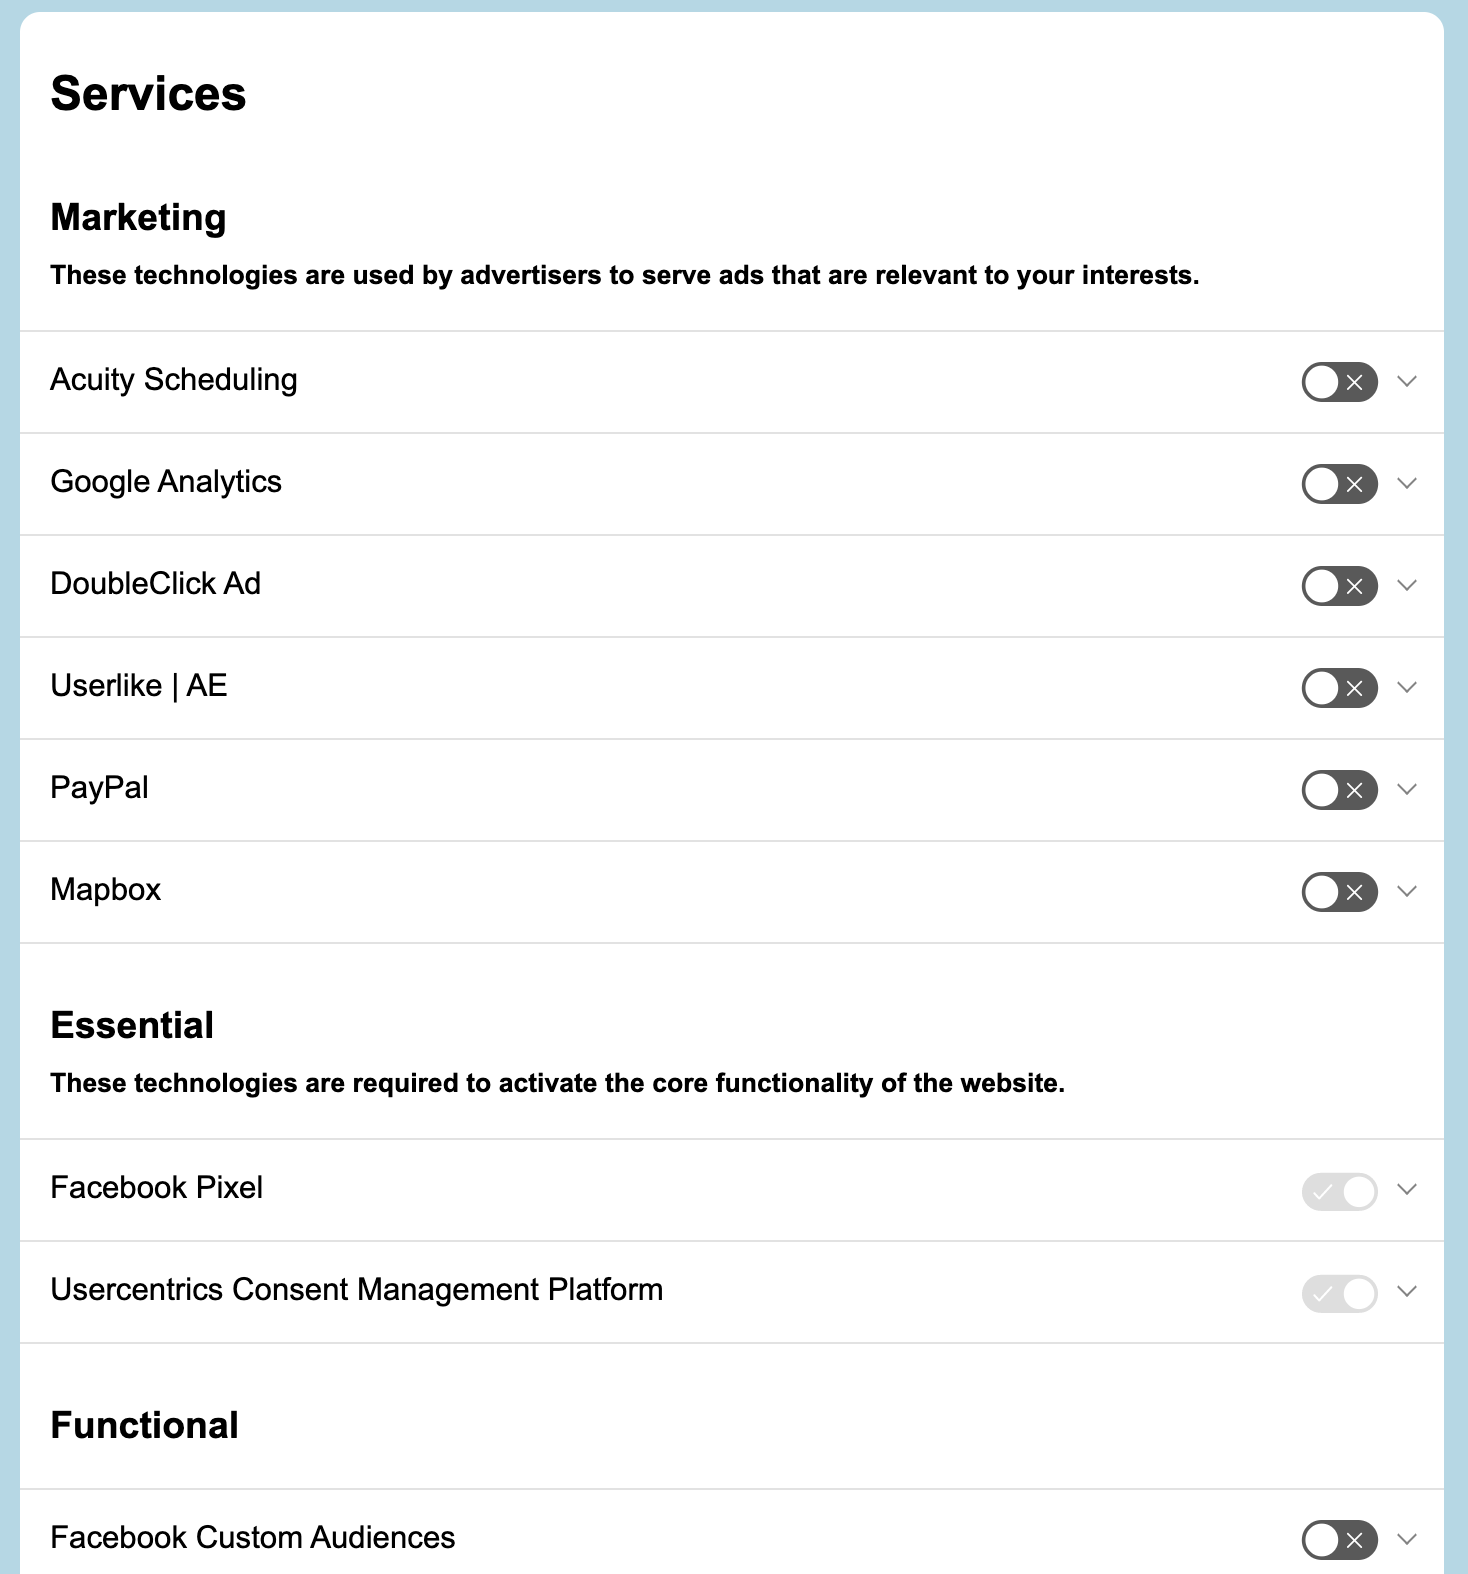 Services
Marketing
These technologies are used by advertisers to serve ads that are relevant to your interests.
Acuity Scheduling
Google Analytics
DoubleClick Ad
Userlike | AE
PayPal
Mapbox
Essential
These technologies are required to activate the core functionality of the website.
Facebook Pixel
Usercentrics Consent Management Platform
Functional
Facebook Custom Audiences